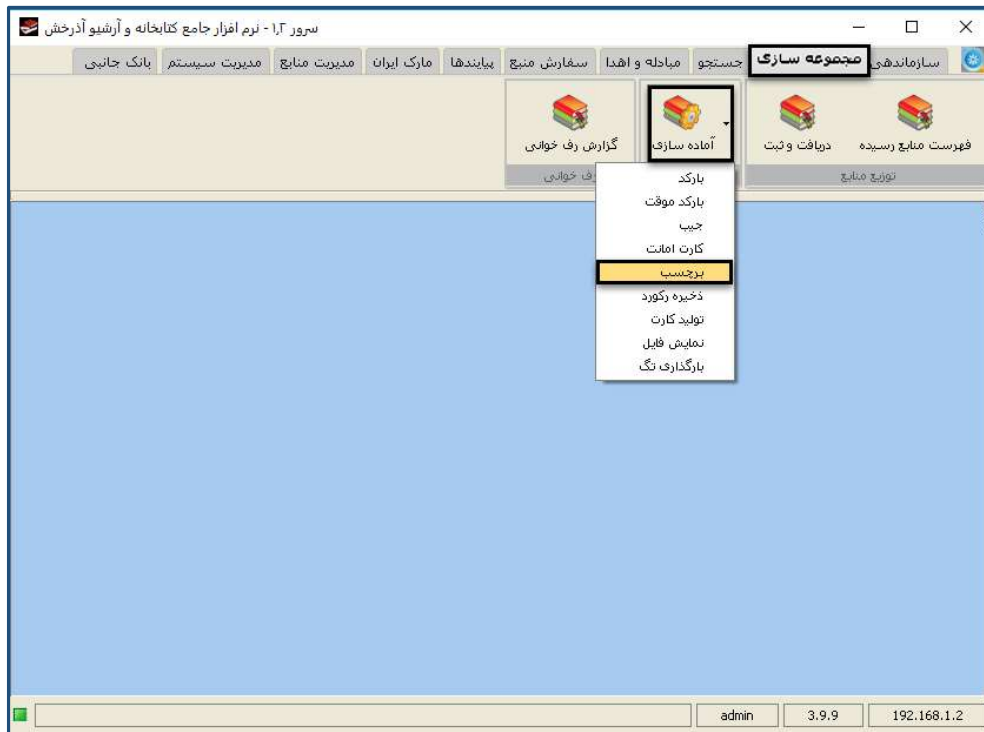 سرور ۱,۲ - نرم افزار جامع کتابخانه و آرشیو آذرخش
سازماندهی مجموعه سازی جستجو مبادله و اهدا سفارش منبع پیایندها مارک ایران مدیریت منابع مدیریت سیستم بانک جانبی
فهرست منابع رسیده دریافت و ثبت آماده سازی گزارش رف خوانی
توزیع منابع رف خوانی
بارکد
بارکد موقت
جیب
کارت امانت
برچسب
ذخیره رکورد
تولید کارت
نمایش فایل
بارگذاری تگ
admin 3.9.9 192.168.1.2